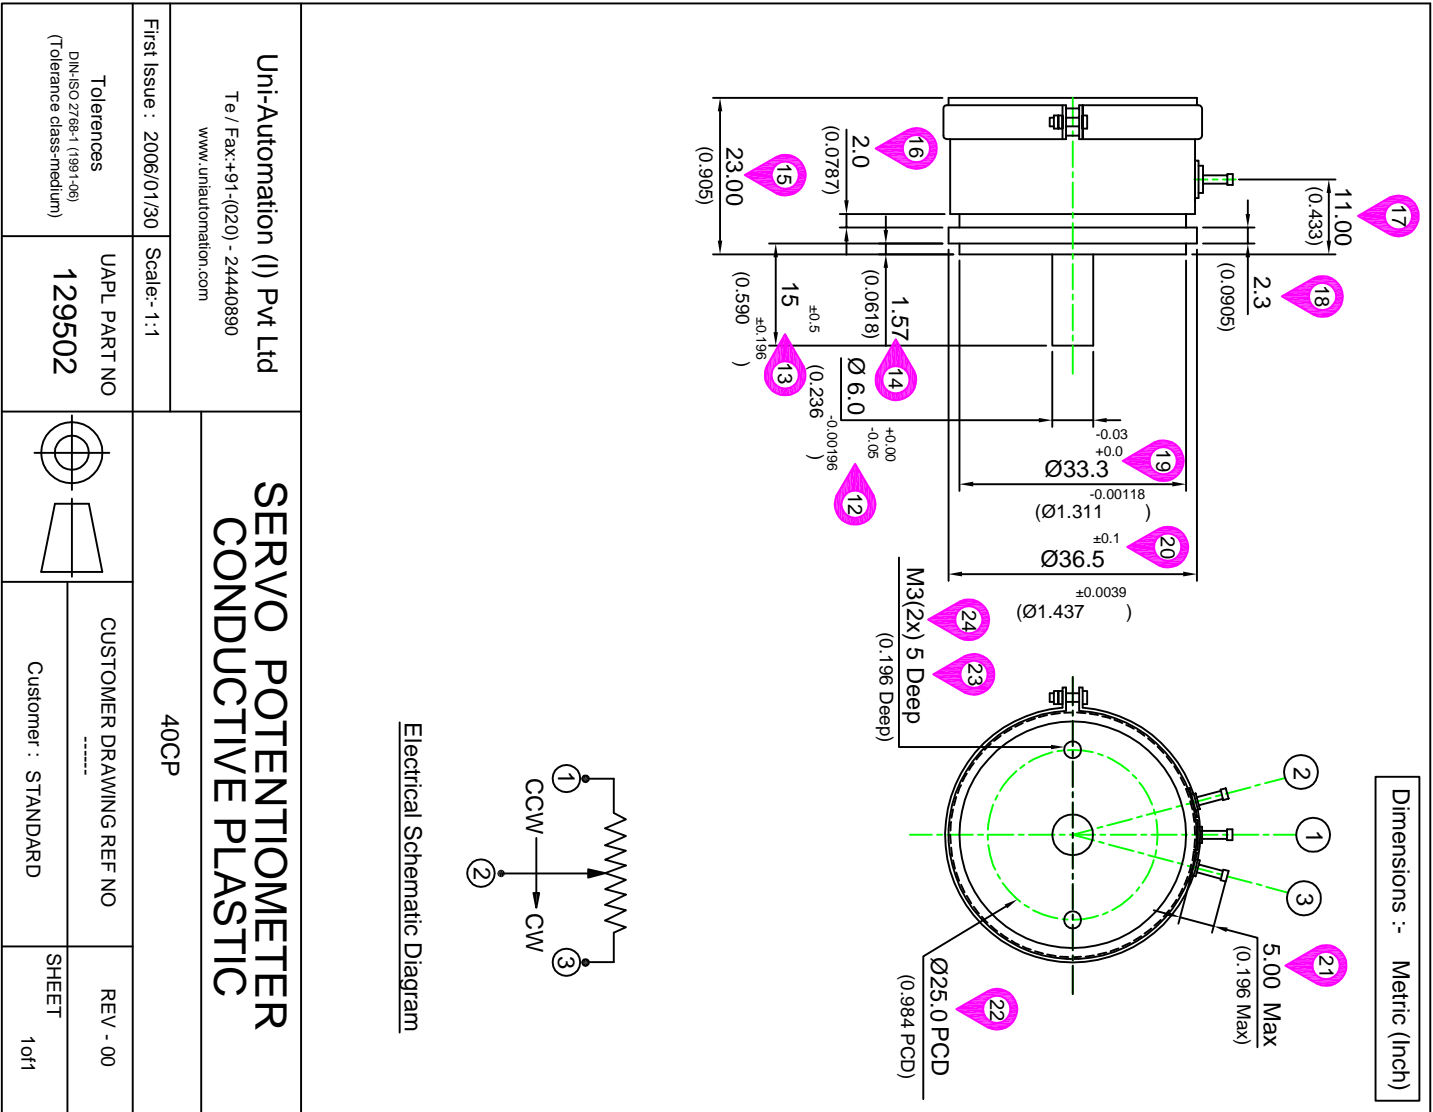 Dimensions :- Metric (Inch)
17
11.00
(0.433)
18
2.3
(0.0905)
16
2.0
(0.0787)
15
23.00
(0.905)
14
1.57
(0.0618)
13
15 ±0.5
(0.590 ±0.196 )
12
Ø 6.0 +0.00 -0.05
(0.236 -0.00196 )
19
Ø33.3 +0.0 -0.03
(Ø1.311 -0.00118 )
20
Ø36.5 ±0.1
(Ø1.437 ±0.0039 )
24
23
M3(2x) 5 Deep
(0.196 Deep)
2
1
3
21
5.00 Max
(0.196 Max)
22
Ø25.0 PCD
(0.984 PCD)
1
CCW
2
CW
3
Electrical Schematic Diagram
Uni-Automation (I) Pvt Ltd
Te / Fax:+91-(020) - 24440890
www.uniautomation.com
SERVO POTENTIOMETER
CONDUCTIVE PLASTIC
40CP
First Issue : 2006/01/30
Scale:- 1:1
Tolerences
DIN-ISO 2768-1 (1991-06)
(Tolerance class-medium)
UAPL PART NO
129502
CUSTOMER DRAWING REF NO
------
Customer : STANDARD
REV - 00
SHEET
1of1